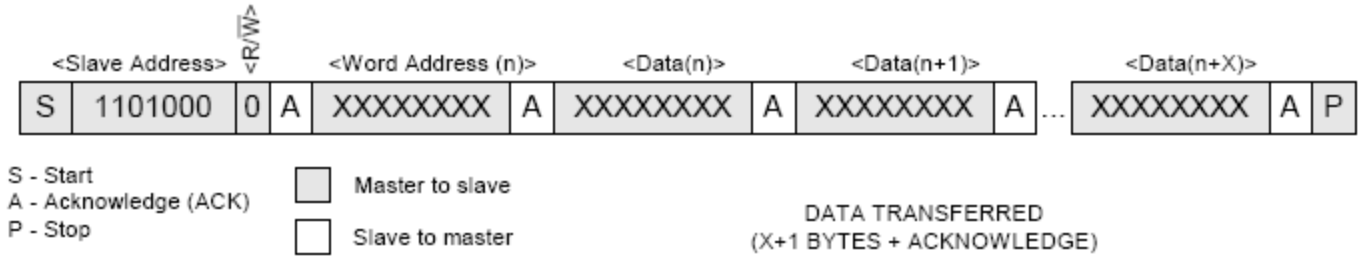 <R/W>
<Slave Address> <Word Address (n)> <Data(n)> <Data(n+1)> <Data(n+X)>
S 1101000 0 A XXXXXXXX A XXXXXXXX A XXXXXXXX A ... XXXXXXXX A P
S - Start
A - Acknowledge (ACK)
P - Stop
Master to slave
Slave to master
DATA TRANSFERRED
(X+1 BYTES + ACKNOWLEDGE)